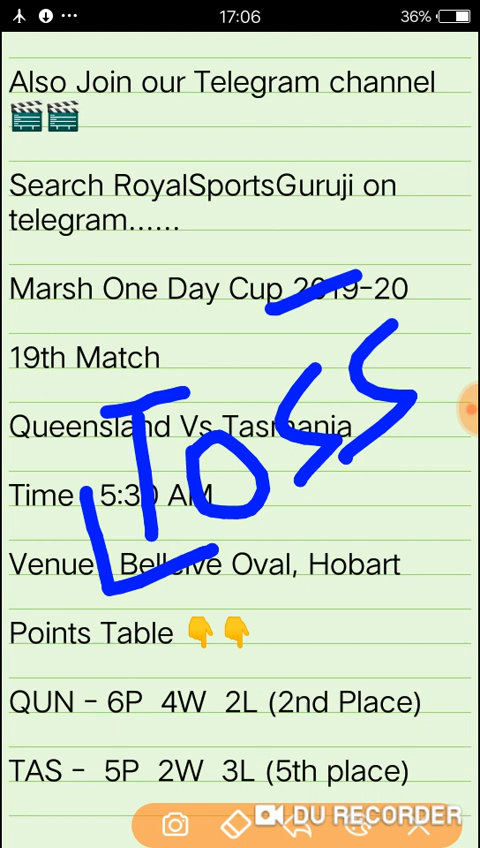 17:06
36%
Also Join our Telegram channel
🎬🎬
Search RoyalSportsGuruji on
telegram......
Marsh One Day Cup 2019-20
19th Match
Queensland Vs Tasmania
TOSS
Time : 5:30 AM
Venue : Bellerive Oval, Hobart
Points Table 👇👇
QUN - 6P 4W 2L (2nd Place)
TAS - 5P 2W 3L (5th place)
DU RECORDER